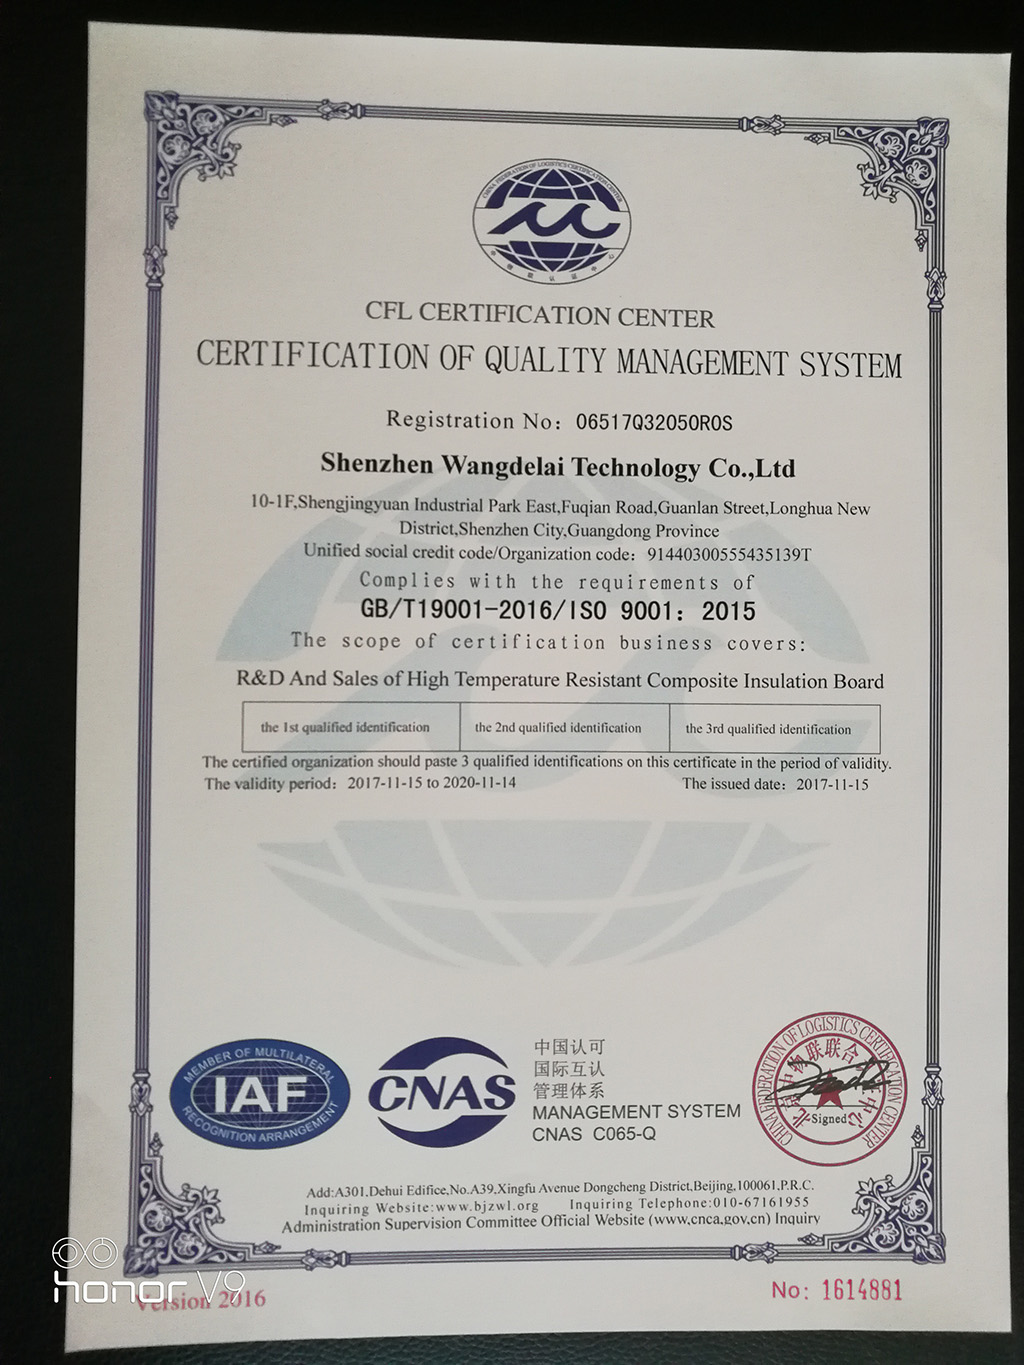 CHINA FEDERATION OF LOGISTICS CERTIFICATION CENTER
CFL CERTIFICATION CENTER
CERTIFICATION OF QUALITY MANAGEMENT SYSTEM
Registration No: 06517Q32050R0S
Shenzhen Wangdelai Technology Co.,Ltd
10-1F,Shengjingyuan Industrial Park East,Fuqian Road,Guanlan Street,Longhua New
District,Shenzhen City,Guangdong Province
Unified social credit code/Organization code: 91440300555435139T
Complies with the requirements of
GB/T19001-2016/ISO 9001: 2015
The scope of certification business covers:
R&D And Sales of High Temperature Resistant Composite Insulation Board
the 1st qualified identification the 2nd qualified identification the 3rd qualified identification
The certified organization should paste 3 qualified identifications on this certificate in the period of validity.
The validity period: 2017-11-15 to 2020-11-14 The issued date: 2017-11-15
MEMBER OF MULTILATERAL
IAF
RECOGNITION ARRANGEMENT
CNAS
中国认可
国际互认
管理体系
MANAGEMENT SYSTEM
CNAS C065-Q
CHINA FEDERATION OF LOGISTICS CERTIFICATION CENTER
Signed
Add:A301,Dehui Edifice,No.A39,Xingfu Avenue Dongcheng District,Beijing,100061,P.R.C.
Inquiring Website:www.bjzwl.org Inquiring Telephone:010-67161955
Administration Supervision Committee Official Website (www.cnca.gov.cn) Inquiry
honor V9
Version 2016
No: 1614881